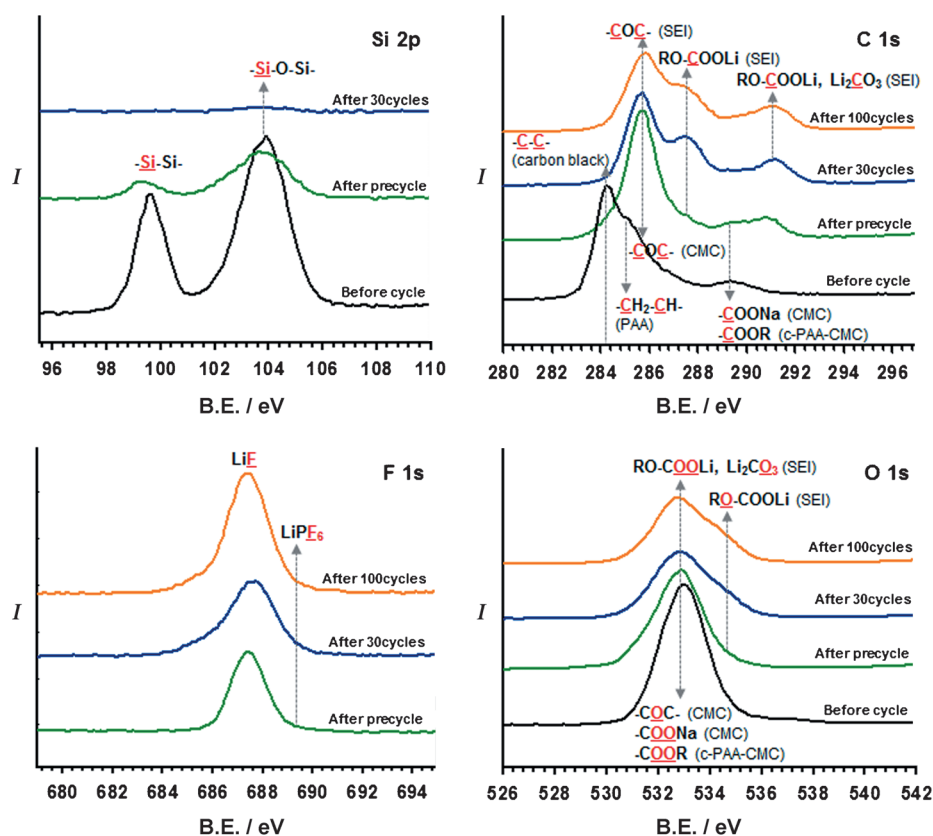 Si 2p
-Si-O-Si-
After 30cycles
-Si-Si-
After precycle
Before cycle
I
96 98 100 102 104 106 108 110
B.E. / eV
C 1s
-COC- (SEI)
RO-COOLi (SEI)
RO-COOLi, Li2CO3 (SEI)
After 100cycles
-C-C-
(carbon black)
After 30cycles
After precycle
-COC- (CMC)
Before cycle
-CH2-CH-
(PAA)
-COONa (CMC)
-COOR (c-PAA-CMC)
I
280 282 284 286 288 290 292 294 296
B.E. / eV
F 1s
LiF
LiPF6
After 100cycles
After 30cycles
After precycle
I
680 682 684 686 688 690 692 694
B.E. / eV
O 1s
RO-COOLi, Li2CO3 (SEI)
RO-COOLi (SEI)
After 100cycles
After 30cycles
After precycle
Before cycle
-COC- (CMC)
-COONa (CMC)
-COOR (c-PAA-CMC)
I
526 528 530 532 534 536 538 540 542
B.E. / eV